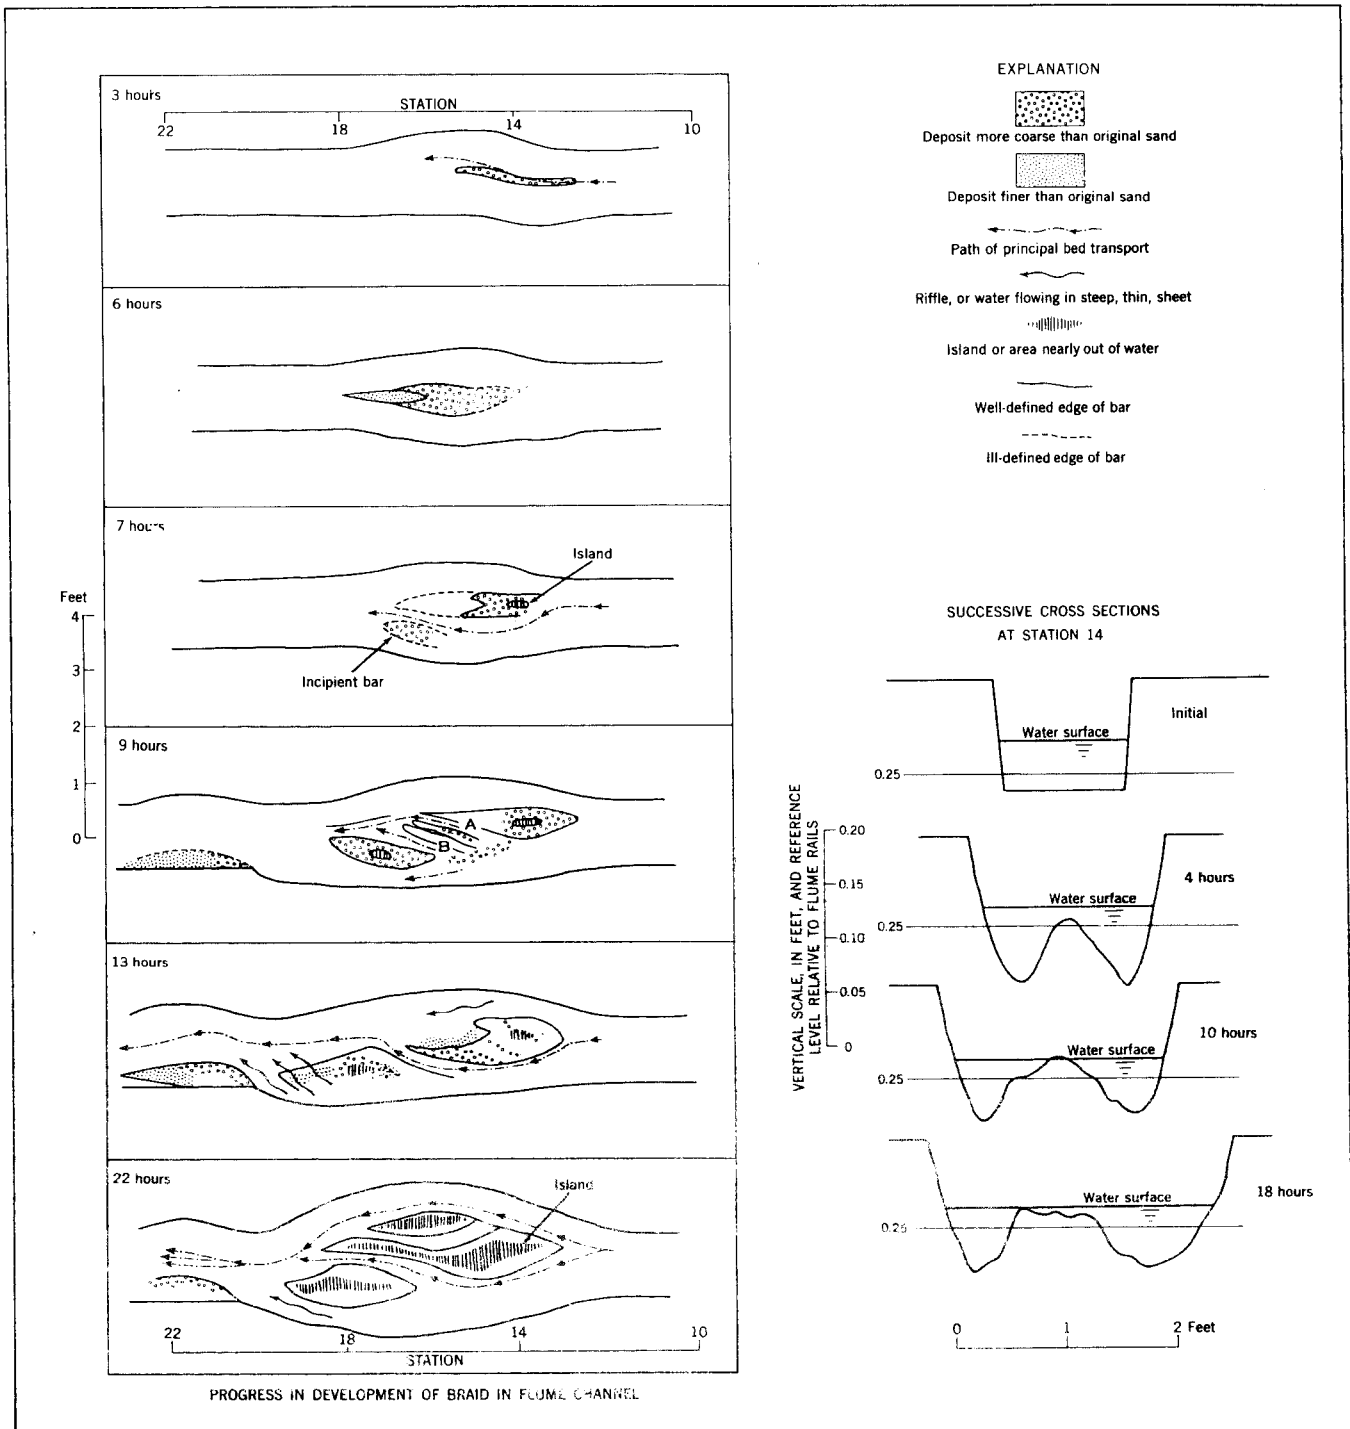 3 hours
STATION
22 18 14 10
6 hours
7 hours
Island
Incipient bar
Feet
4
3
2
1
0
9 hours
A
B
13 hours
22 hours
Island
22 18 14 10
STATION
PROGRESS IN DEVELOPMENT OF BRAID IN FLUME CHANNEL
EXPLANATION
Deposit more coarse than original sand
Deposit finer than original sand
Path of principal bed transport
Riffle, or water flowing in steep, thin, sheet
Island or area nearly out of water
Well-defined edge of bar
Ill-defined edge of bar
SUCCESSIVE CROSS SECTIONS
AT STATION 14
Initial
Water surface
0.25
VERTICAL SCALE, IN FEET, AND REFERENCE
LEVEL RELATIVE TO FLUME RAILS
0.20
0.15
0.10
0.05
0
4 hours
Water surface
0.25
10 hours
Water surface
0.25
18 hours
Water surface
0.25
0 1 2 Feet